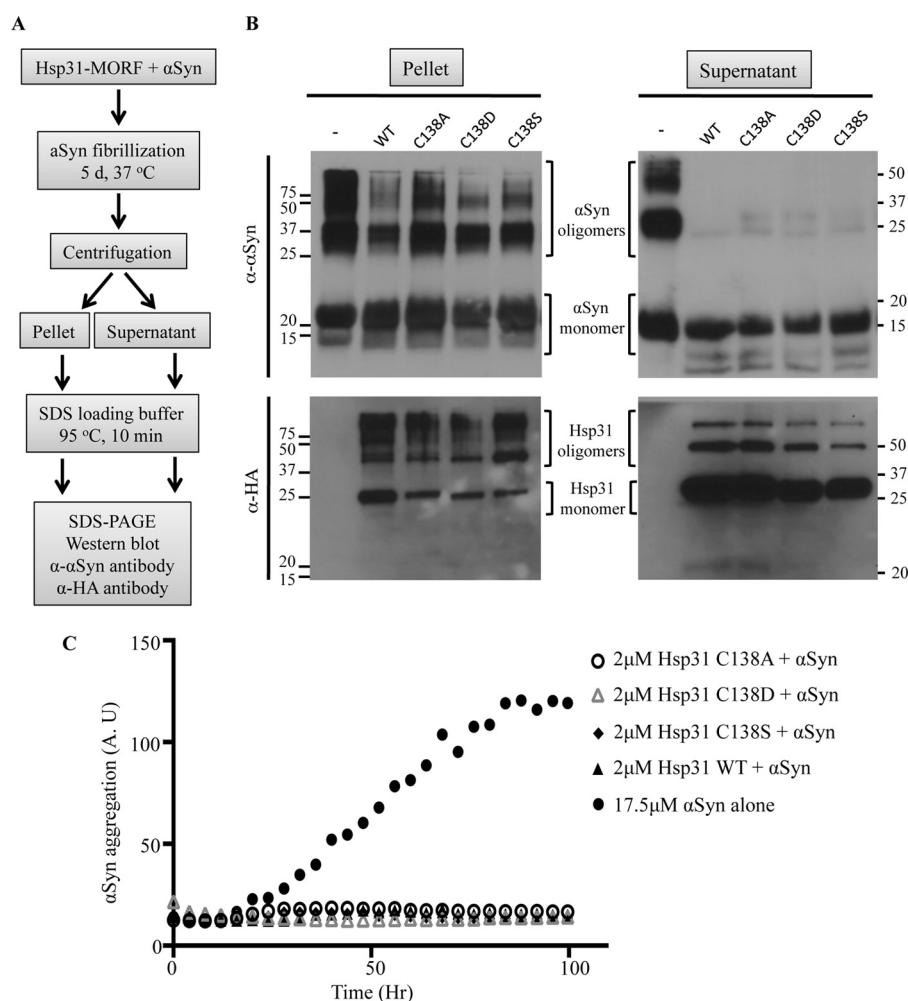 A
Hsp31-MORF + αSyn
aSyn fibrillization
5 d, 37 °C
Centrifugation
Pellet
Supernatant
SDS loading buffer
95 °C, 10 min
SDS-PAGE
Western blot
α-αSyn antibody
α-HA antibody
B
Pellet
Supernatant
-
WT
C138A
C138D
C138S
-
WT
C138A
C138D
C138S
α-αSyn
75
50
37
25
20
15
αSyn
oligomers
αSyn
monomer
50
37
25
20
15
α-HA
75
50
37
25
20
15
Hsp31
oligomers
Hsp31
monomer
50
37
25
20
C
αSyn aggregation (A. U)
150
100
50
0
0
50
100
Time (Hr)
2μM Hsp31 C138A + αSyn
2μM Hsp31 C138D + αSyn
2μM Hsp31 C138S + αSyn
2μM Hsp31 WT + αSyn
17.5μM αSyn alone